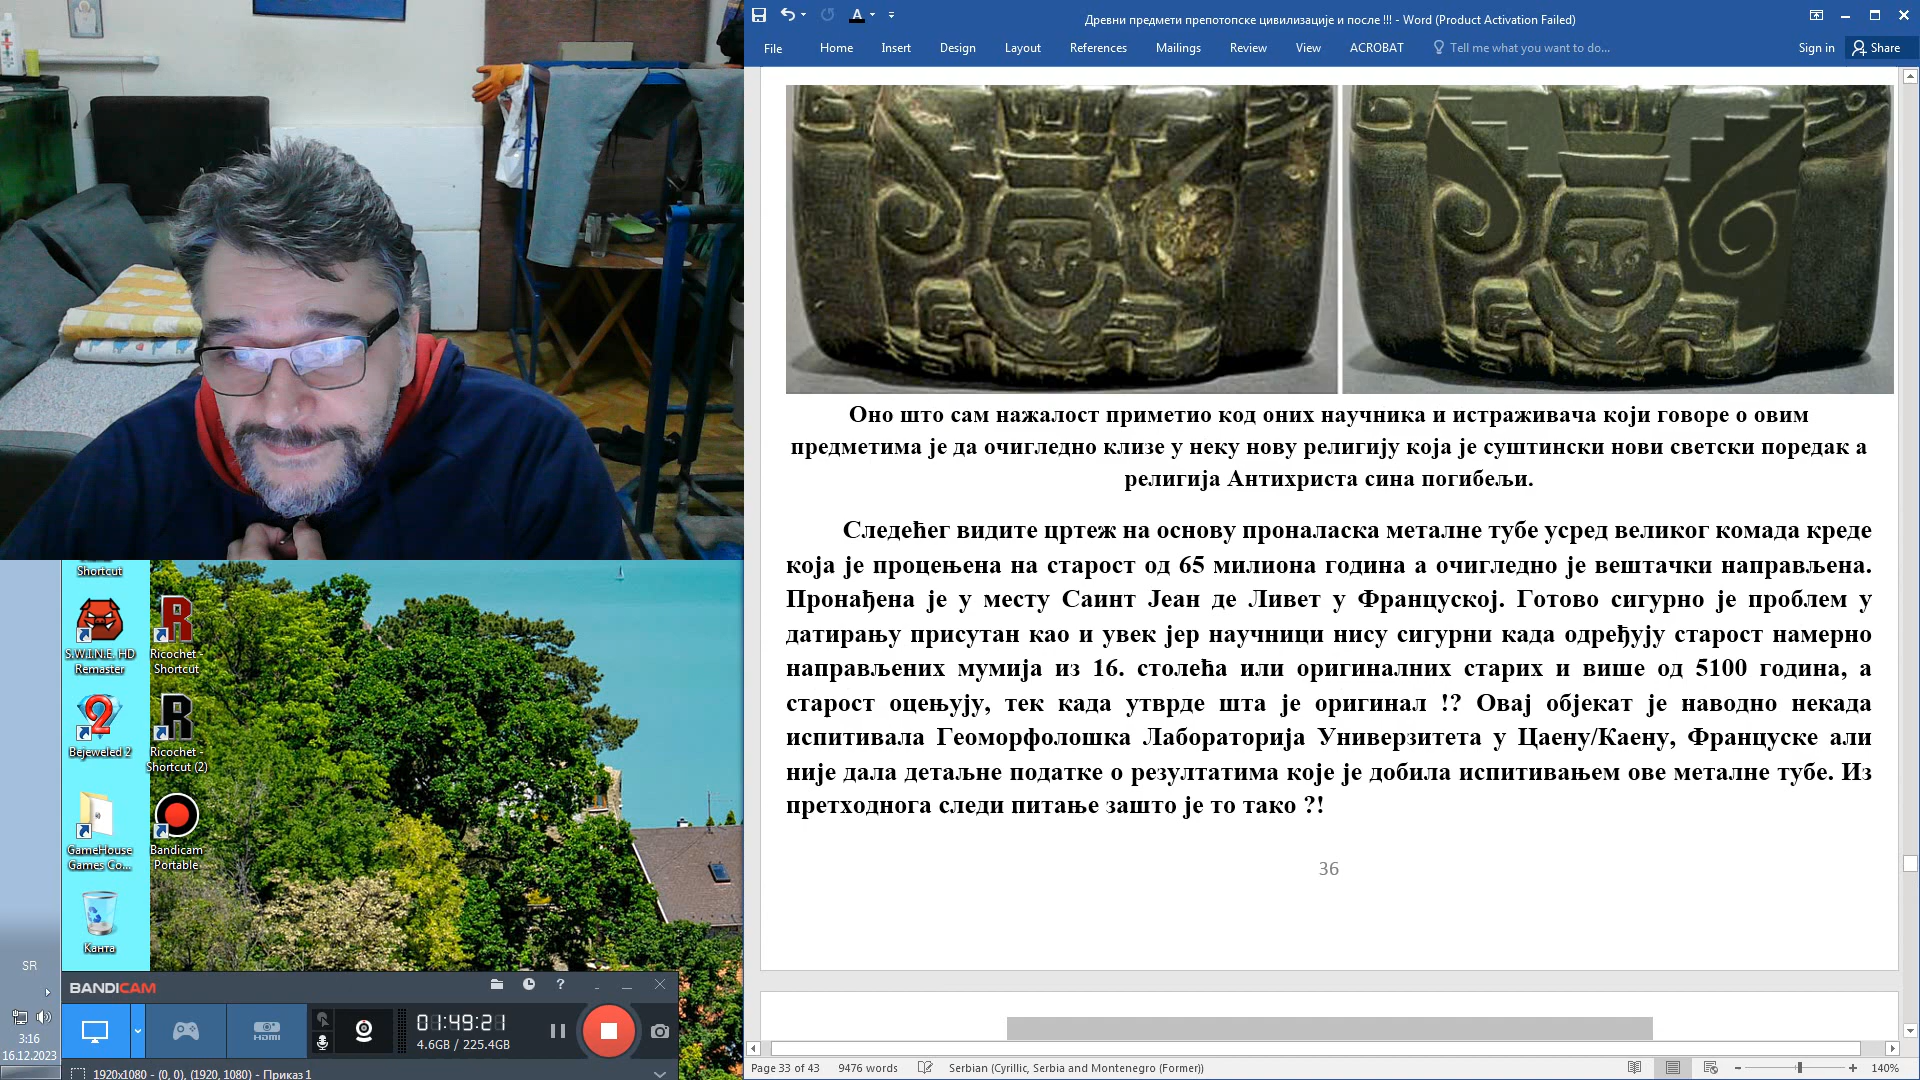 Древни предмети препотопске цивилизације и после !!! - Word (Product Activation Failed)
File Home Insert Design Layout References Mailings Review View ACROBAT Tell me what you want to do... Sign in Share
Оно што сам нажалост приметио код оних научника и истраживача који говоре о овим
предметима је да очигледно клизе у неку нову религију која је суштински нови светски поредак а
религија Антихриста сина погибељи.
Следећег видите цртеж на основу проналаска металне тубе усред великог комада креде
која је процењена на старост од 65 милиона година а очигледно је вештачки направљена.
Пронађена је у месту Саинт Јеан де Ливет у Француској. Готово сигурно је проблем у
датирању присутан као и увек јер научници нису сигурни када одређују старост намерно
направљених мумија из 16. столећа или оригиналних старих и више од 5100 година, а
старост оцењују, тек када утврде шта је оригинал !? Овај објекат је наводно некада
испитивала Геоморфолошка Лабораторија Универзитета у Цаену/Каену, Француске али
није дала детаљне податке о резултатима које је добила испитивањем ове металне тубе. Из
претходнога следи питање зашто је то тако ?!
36
Page 33 of 43 9476 words Serbian (Cyrillic, Serbia and Montenegro (Former)) 140%
Shortcut
S.W.I.N.E. HD
Remaster
Ricochet -
Shortcut
Bejeweled 2
Ricochet -
Shortcut (2)
GameHouse
Games Co...
Bandicam
Portable
Канта
SR
3:16
16.12.2023
BANDICAM
HDMI
01:49:21
4.6GB / 225.4GB
1920x1080 - (0, 0), (1920, 1080) - Приказ 1